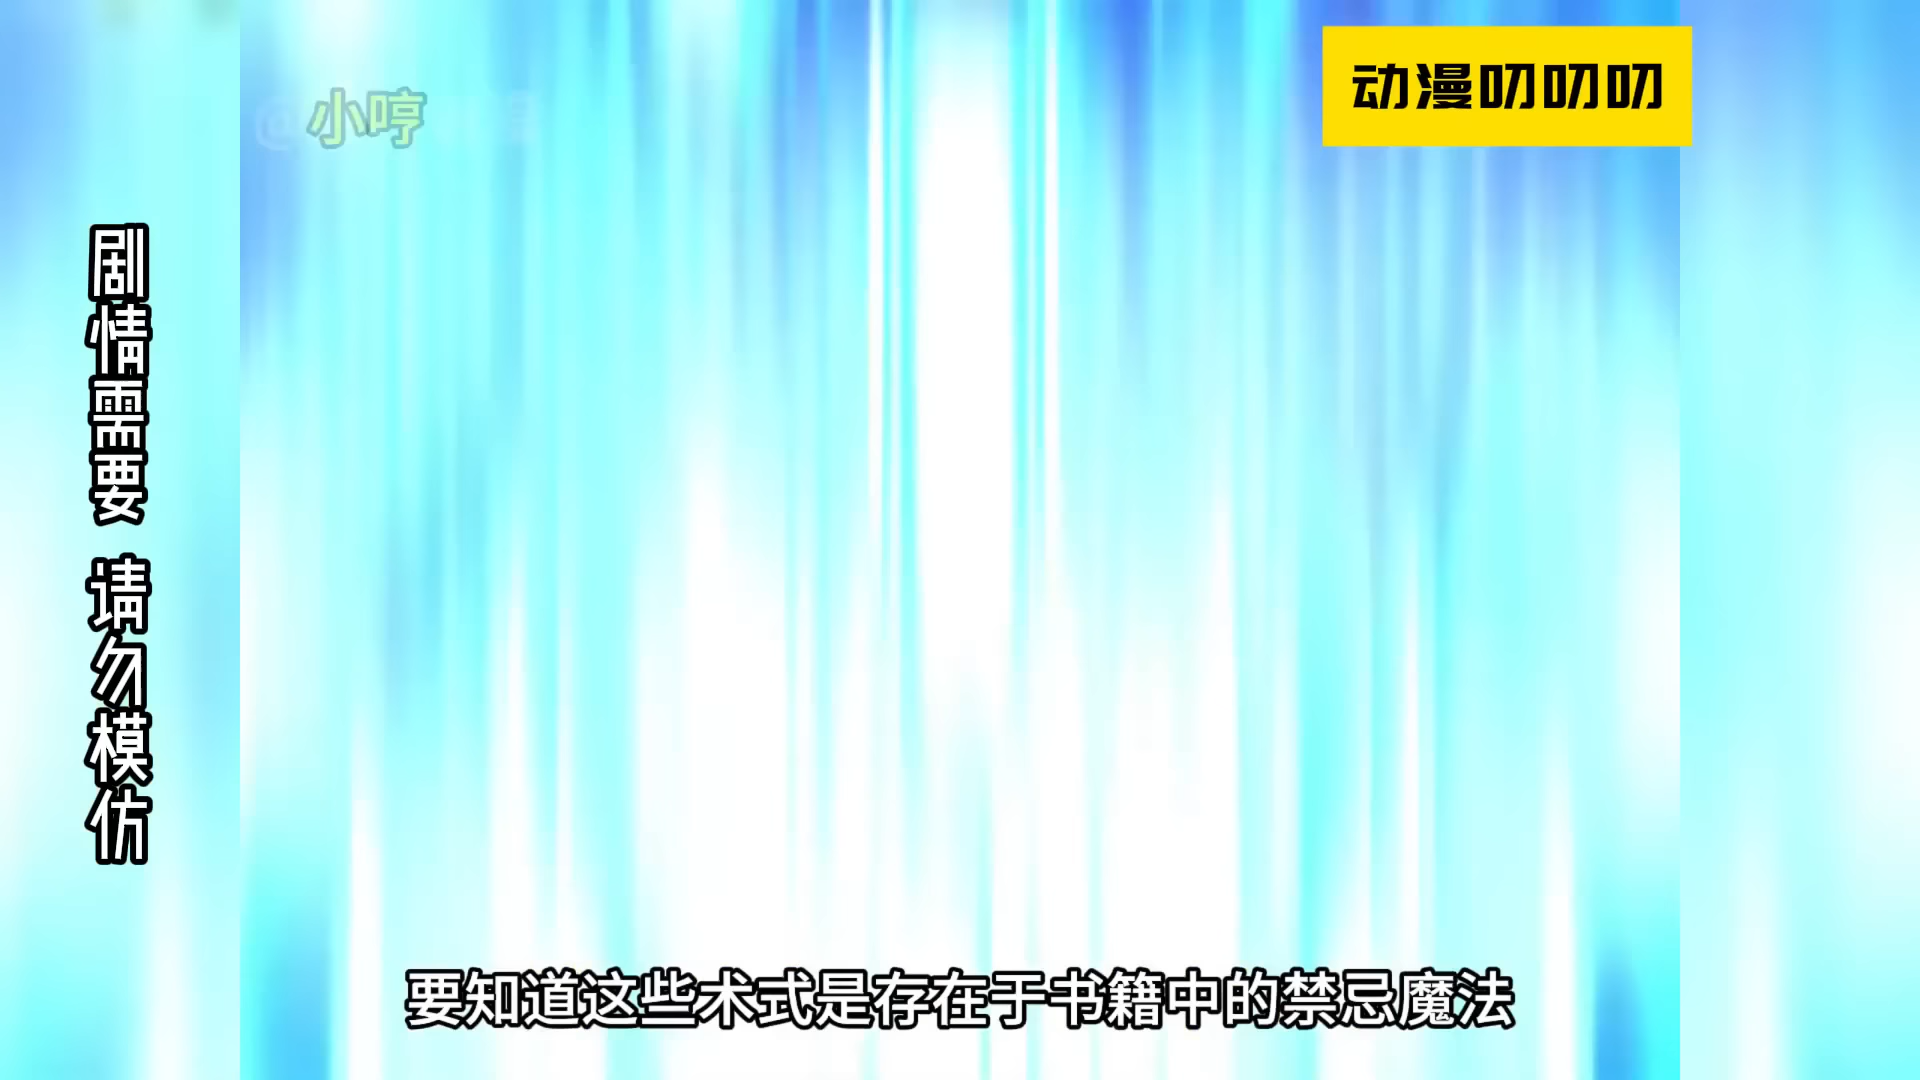 动漫叨叨叨
@小哼
剧情需要 请勿模仿
要知道这些术式是存在于书籍中的禁忌魔法